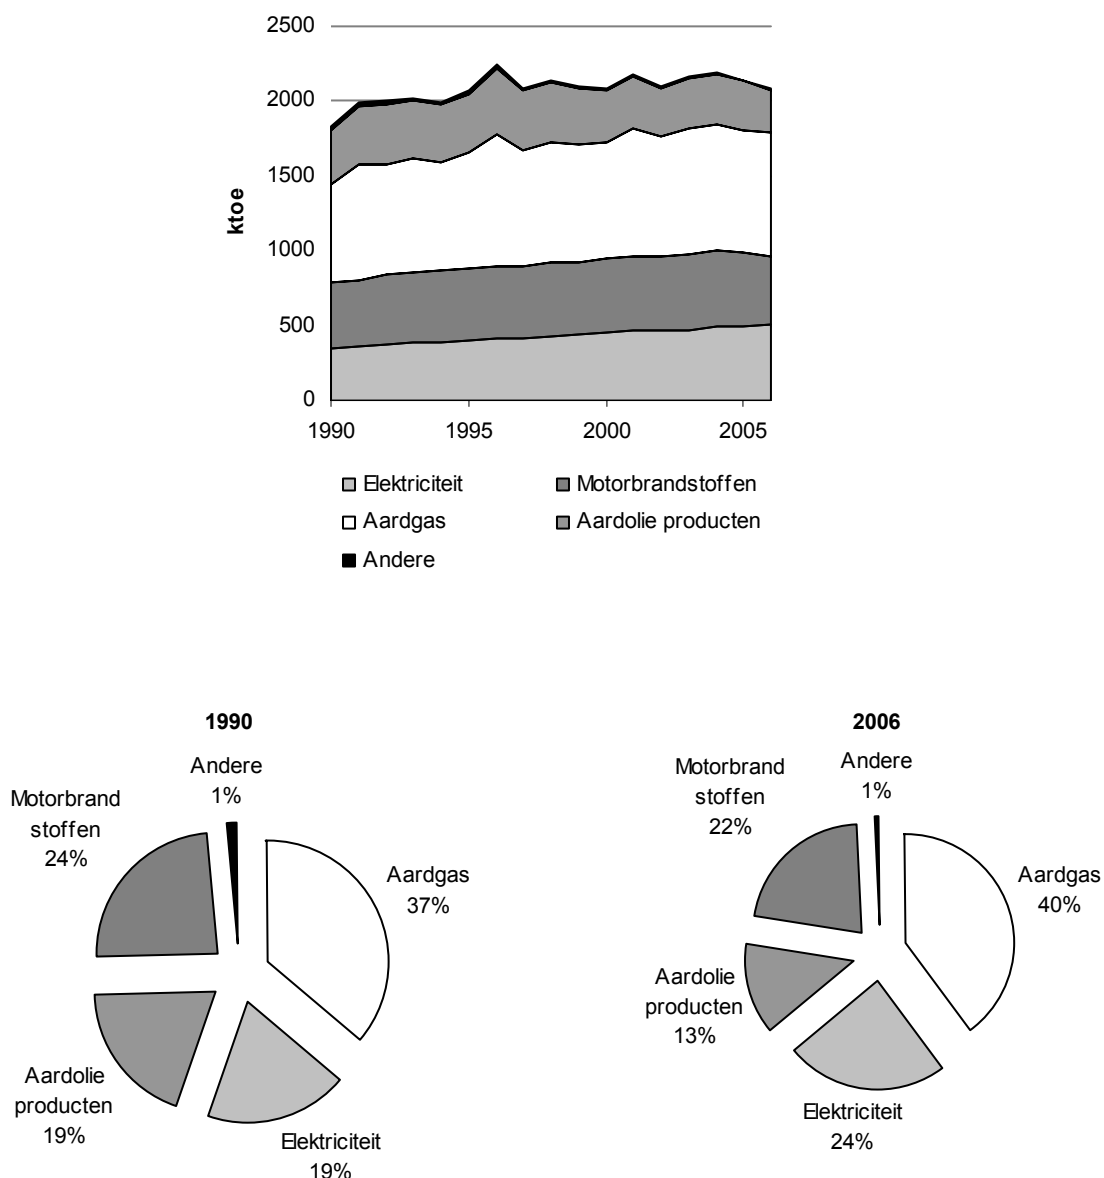 2500
2000
1500
1000
500
0
ktoe
1990 1995 2000 2005
Elektriciteit Motorbrandstoffen
Aardgas Aardolie producten
Andere
1990
Andere
1%
Motorbrand
stoffen
24%
Aardgas
37%
Aardolie
producten
19%
Elektriciteit
19%
2006
Andere
1%
Motorbrand
stoffen
22%
Aardgas
40%
Aardolie
producten
13%
Elektriciteit
24%